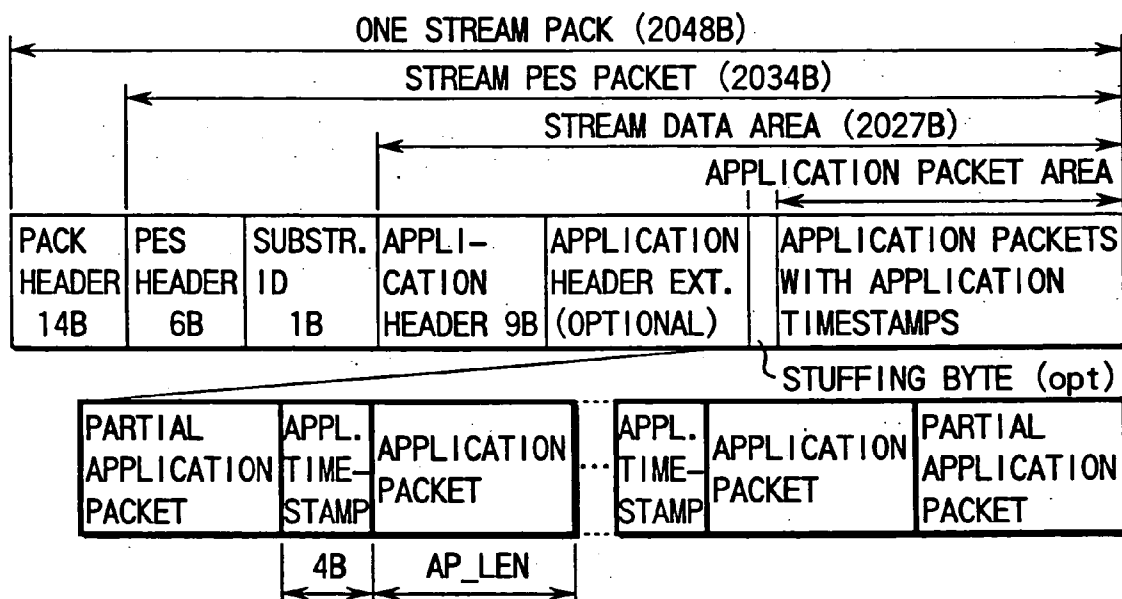 ONE STREAM PACK (2048B)
STREAM PES PACKET (2034B)
STREAM DATA AREA (2027B)
APPLICATION PACKET AREA
PACK
HEADER
14B
PES
HEADER
6B
SUBSTR.
ID
1B
APPLI-
CATION
HEADER 9B
APPLICATION
HEADER EXT.
(OPTIONAL)
APPLICATION PACKETS
WITH APPLICATION
TIMESTAMPS
STUFFING BYTE (opt)
PARTIAL
APPLICATION
PACKET
APPL.
TIME-
STAMP
APPLICATION
PACKET
...
APPL.
TIME-
STAMP
APPLICATION
PACKET
PARTIAL
APPLICATION
PACKET
4B
AP_LEN